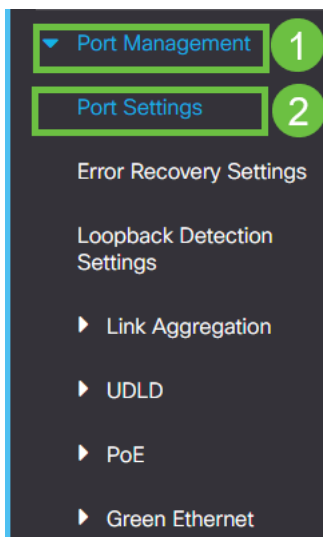 Port Management 1
Port Settings 2
Error Recovery Settings
Loopback Detection
Settings
Link Aggregation
UDLD
PoE
Green Ethernet